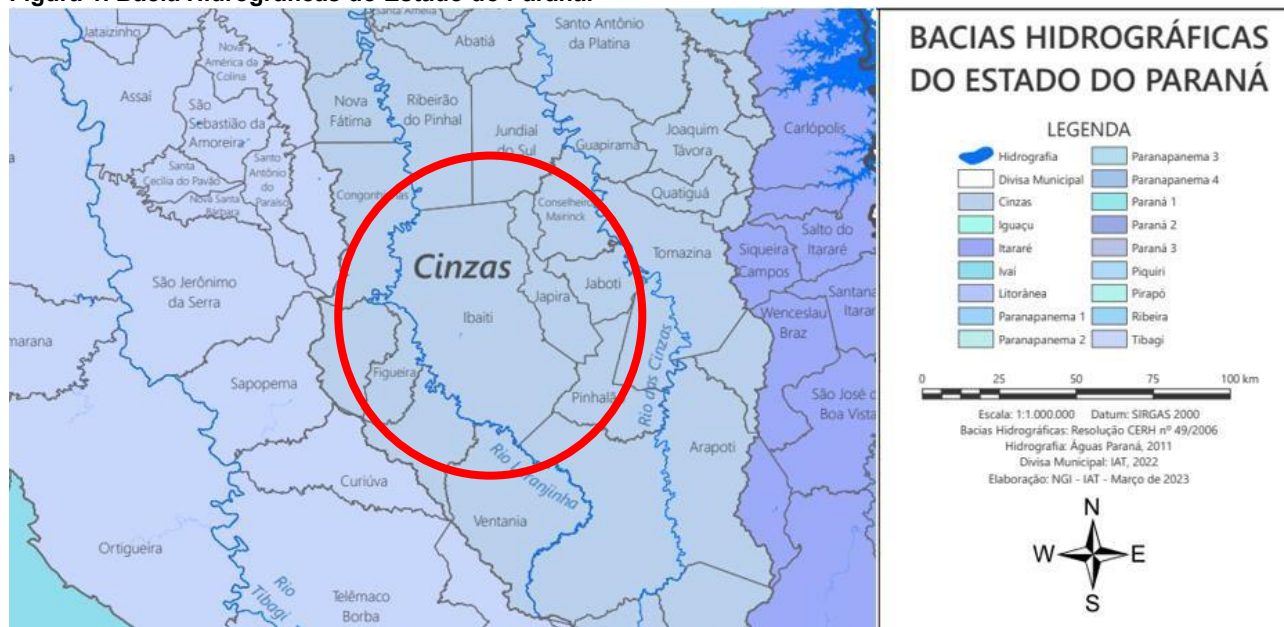 Figura 1. Bacia Hidrográficas do Estado do Paraná.
Jataizinho
Santa Amélia
Abatiá
Santo Antônio
da Platina
Nova
América da
Colina
Assaí
São
Sebastião da
Amoreira
Nova
Fátima
Ribeirão
do Pinhal
Jundiaí
do Sul
Guapirama
Joaquim
Távora
Carlópolis
Santa
Cecília do Pavão
Santo
Antônio
do
Paraíso
Nova Santa
Bárbara
Congonhinhas
Conselheiro
Mairinck
Quatiguá
Salto do
Itararé
Siqueira
Campos
Tomazina
Cinzas
São Jerônimo
da Serra
Ibaiti
Japira
Jaboti
Santana
Itarar
Wenceslau
Braz
marana
Sapopema
Figueira
Pinhalã
Rio das Cinzas
São José d
Boa Vista
Arapoti
Rio Laranjinha
Curiúva
Ventania
Ortigueira
Rio
Tibagi
Telêmaco
Borba
BACIAS HIDROGRÁFICAS
DO ESTADO DO PARANÁ
LEGENDA
Hidrografia
Divisa Municipal
Cinzas
Iguaçu
Itararé
Ivaí
Litorânea
Paranapanema 1
Paranapanema 2
Paranapanema 3
Paranapanema 4
Paraná 1
Paraná 2
Paraná 3
Piquiri
Pirapó
Ribeira
Tibagi
0 25 50 75 100 km
Escala: 1:1.000.000 Datum: SIRGAS 2000
Bacias Hidrográficas: Resolução CERH nº 49/2006
Hidrografia: Águas Paraná, 2011
Divisa Municipal: IAT, 2022
Elaboração: NGI - IAT - Março de 2023
N
W E
S